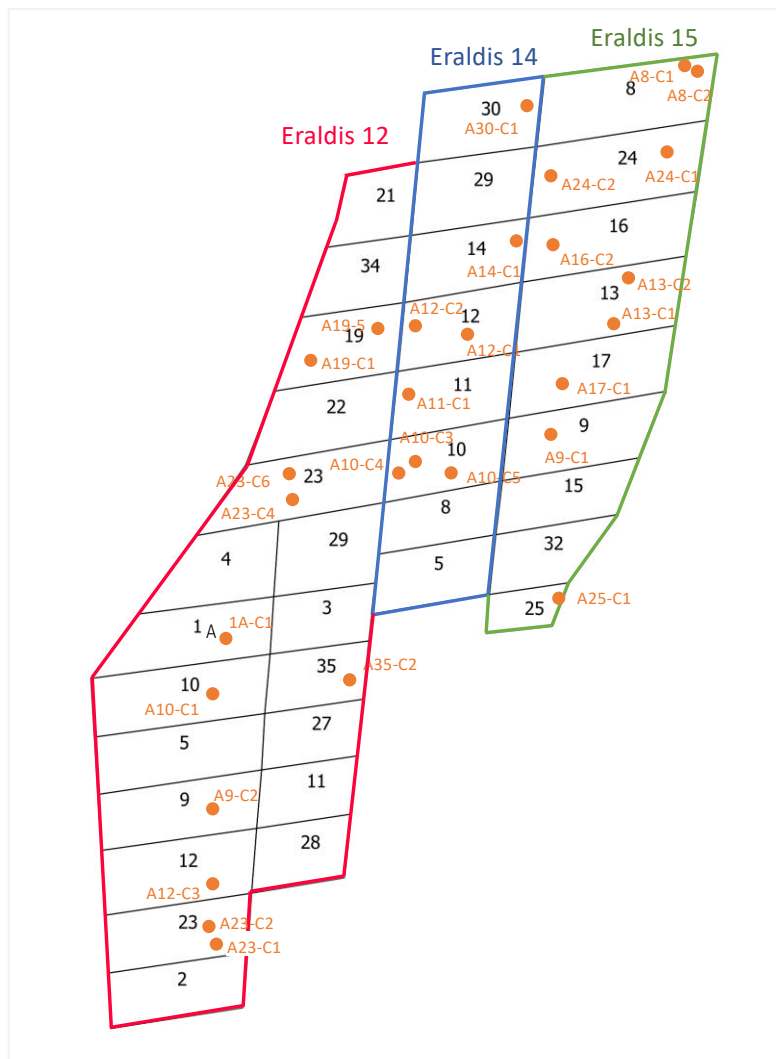 Eraldis 15
Eraldis 14
A8-C1
8
A8-C2
30
A30-C1
Eraldis 12
24
A24-C1
29
A24-C2
21
16
14
A14-C1
A16-C2
34
A13-C2
13
A12-C2
12
A13-C1
A19-5
19
A12-C1
A19-C1
17
11
A17-C1
22
A11-C1
9
A10-C3
10
A9-C1
A10-C4
A23-C6
23
A10-C5
15
A23-C4
8
29
32
4
5
25
A25-C1
3
1A-C1
1 A
35
A35-C2
10
A10-C1
27
5
11
9
A9-C2
28
12
A12-C3
23
A23-C2
A23-C1
2